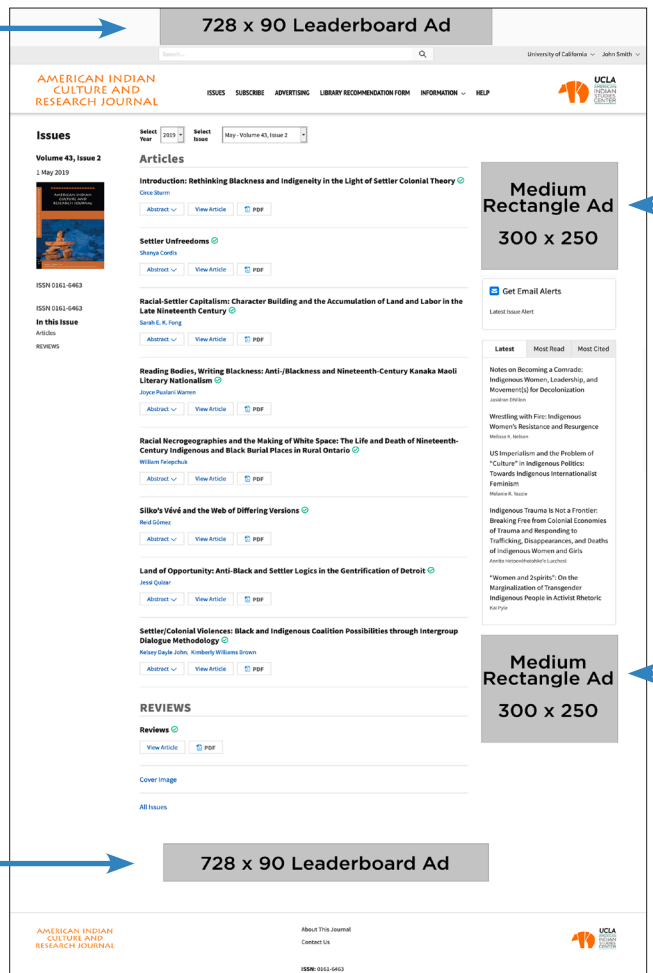 728 x 90 Leaderboard Ad
Search...
University of California
John Smith
AMERICAN INDIAN
CULTURE AND
RESEARCH JOURNAL
ISSUES SUBSCRIBE ADVERTISING LIBRARY RECOMMENDATION FORM INFORMATION HELP
UCLA
AMERICAN
INDIAN
STUDIES
CENTER
Issues
Volume 43, Issue 2
1 May 2019
AMERICAN INDIAN
CULTURE AND
RESEARCH JOURNAL
ISSN 0161-6463
ISSN 0161-6463
In this Issue
Articles
REVIEWS
Select
Year
2019
Select
Issue
May - Volume 43, Issue 2
Articles
Introduction: Rethinking Blackness and Indigeneity in the Light of Settler Colonial Theory
Circe Sturm
Abstract View Article PDF
Settler Unfreedoms
Shanya Cordis
Abstract View Article PDF
Racial-Settler Capitalism: Character Building and the Accumulation of Land and Labor in the
Late Nineteenth Century
Sarah E. K. Fong
Abstract View Article PDF
Reading Bodies, Writing Blackness: Anti-/Blackness and Nineteenth-Century Kanaka Maoli
Literary Nationalism
Joyce Pualani Warren
Abstract View Article PDF
Racial Necrogeographies and the Making of White Space: The Life and Death of Nineteenth-
Century Indigenous and Black Burial Places in Rural Ontario
William Felepchuk
Abstract View Article PDF
Silko's Vévé and the Web of Differing Versions
Reid Gómez
Abstract View Article PDF
Land of Opportunity: Anti-Black and Settler Logics in the Gentrification of Detroit
Jessi Quizar
Abstract View Article PDF
Settler/Colonial Violences: Black and Indigenous Coalition Possibilities through Intergroup
Dialogue Methodology
Kelsey Dayle John, Kimberly Williams Brown
Abstract View Article PDF
REVIEWS
Reviews
View Article PDF
Cover Image
All Issues
Medium
Rectangle Ad
300 x 250
Get Email Alerts
Latest Issue Alert
Latest Most Read Most Cited
Notes on Becoming a Comrade:
Indigenous Women, Leadership, and
Movement(s) for Decolonization
Jaskiran Dhillon
Wrestling with Fire: Indigenous
Women's Resistance and Resurgence
Melissa K. Nelson
US Imperialism and the Problem of
"Culture" in Indigenous Politics:
Towards Indigenous Internationalist
Feminism
Melanie K. Yazzie
Indigenous Trauma Is Not a Frontier:
Breaking Free from Colonial Economies
of Trauma and Responding to
Trafficking, Disappearances, and Deaths
of Indigenous Women and Girls
Annita Lucchesi
"Women and 2spirits": On the
Marginalization of Transgender
Indigenous People in Activist Rhetoric
Kai Pyle
Medium
Rectangle Ad
300 x 250
728 x 90 Leaderboard Ad
AMERICAN INDIAN
CULTURE AND
RESEARCH JOURNAL
About This Journal
Contact Us
ISSN: 0161-6463
UCLA
AMERICAN
INDIAN
STUDIES
CENTER